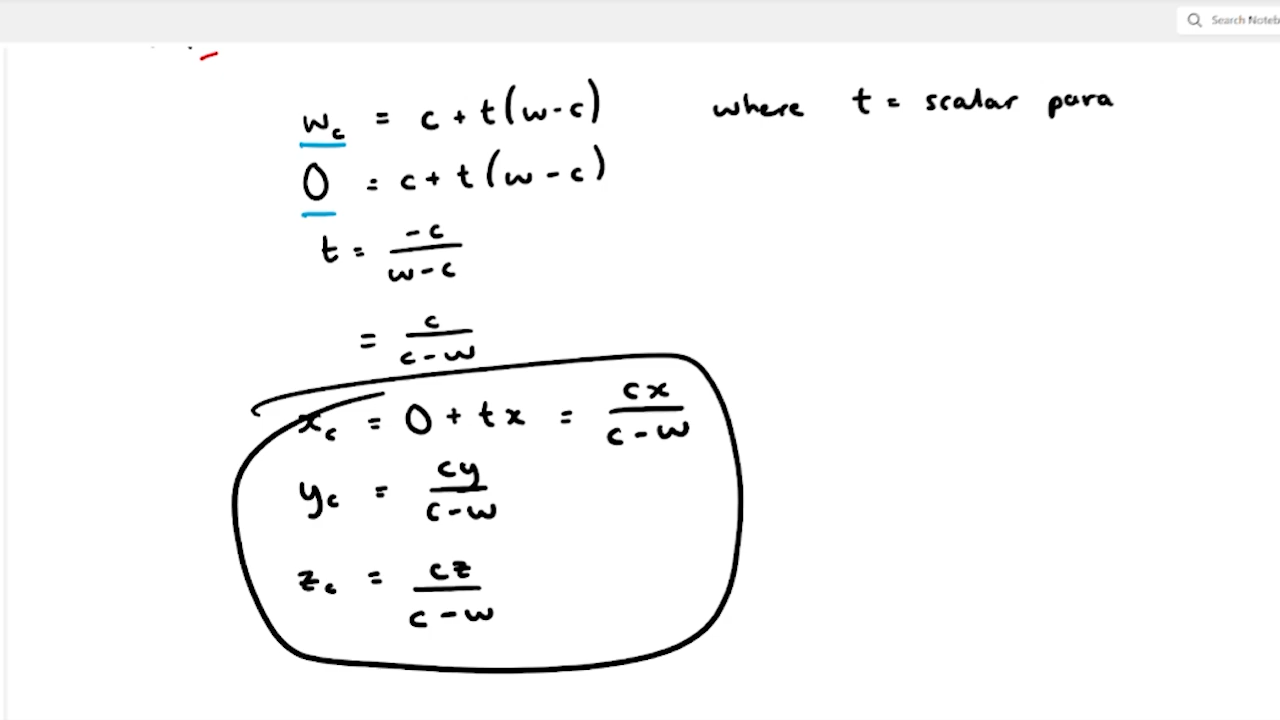 Search Noteb
w_c = c + t(w-c) where t = scalar para
0 = c + t(w-c)
t = -c/(w-c)
= c/(c-w)
x_c = 0 + tx = cx/(c-w)
y_c = cy/(c-w)
z_c = cz/(c-w)